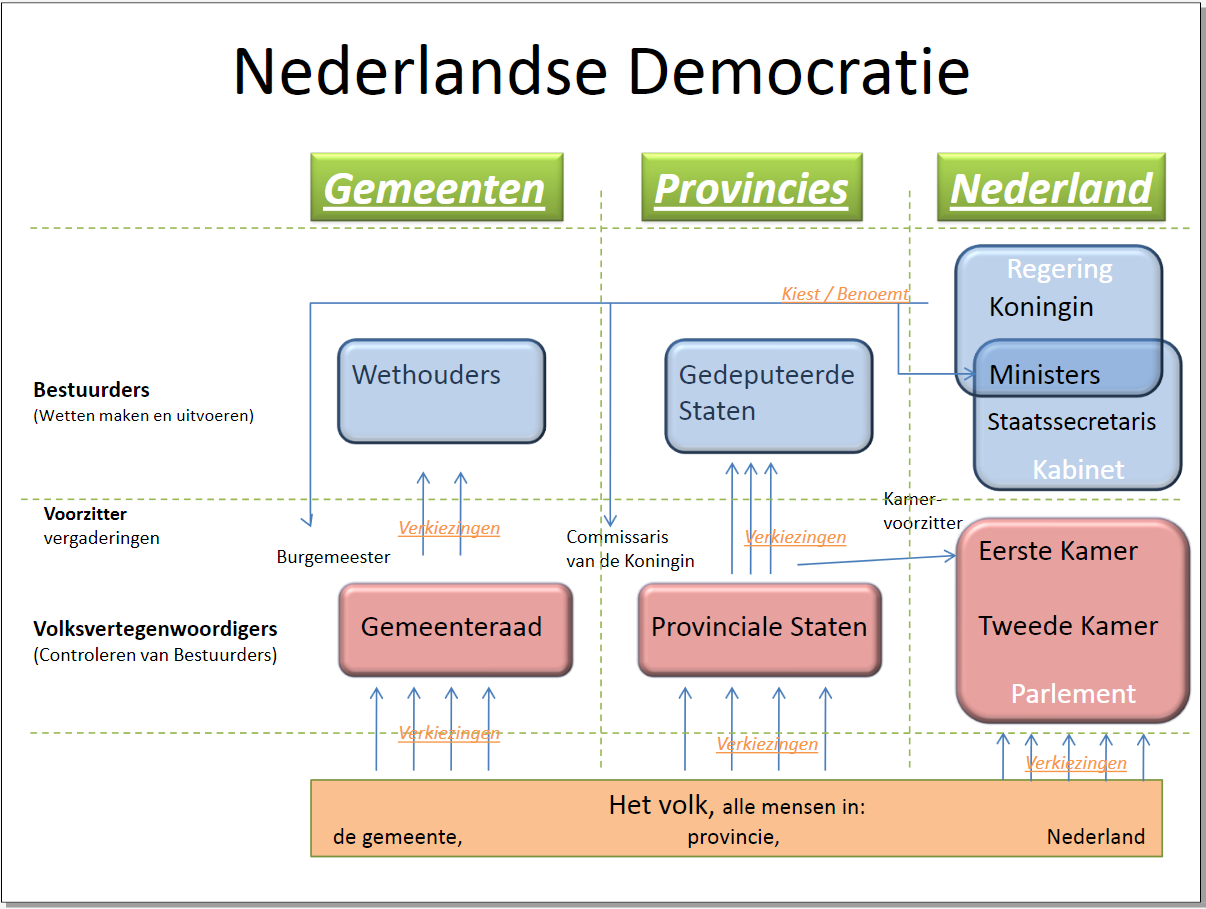 Nederlandse Democratie
Gemeenten
Provincies
Nederland
Regering
Koningin
Kiest / Benoemt
Wethouders
Gedeputeerde
Staten
Ministers
Staatssecretaris
Kabinet
Bestuurders
(Wetten maken en uitvoeren)
Voorzitter
vergaderingen
Verkiezingen
Burgemeester
Commissaris
van de Koningin
Verkiezingen
Kamer-
voorzitter
Eerste Kamer
Tweede Kamer
Parlement
Volksvertegenwoordigers
(Controleren van Bestuurders)
Gemeenteraad
Provinciale Staten
Verkiezingen
Verkiezingen
Verkiezingen
Het volk, alle mensen in:
de gemeente,
provincie,
Nederland